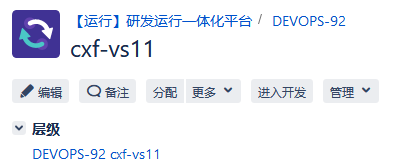 【运行】研发运行一体化平台 / DEVOPS-92
cxf-vs11
编辑 备注 分配 更多 进入开发 管理
层级
DEVOPS-92 cxf-vs11